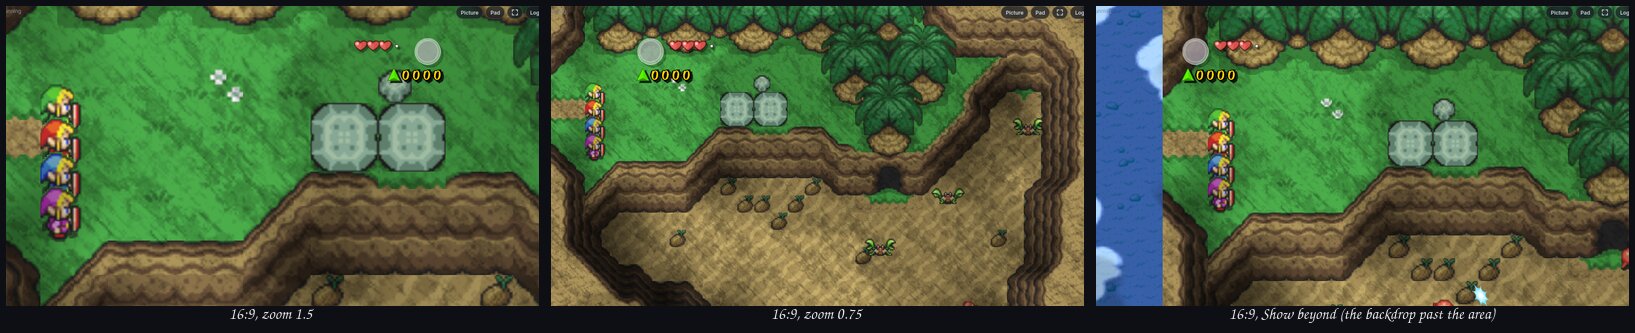 Picture Pad Log
0000
Picture Pad Log
0000
Picture Pad Log
0000
16:9, zoom 1.5
16:9, zoom 0.75
16:9, Show beyond (the backdrop past the area)